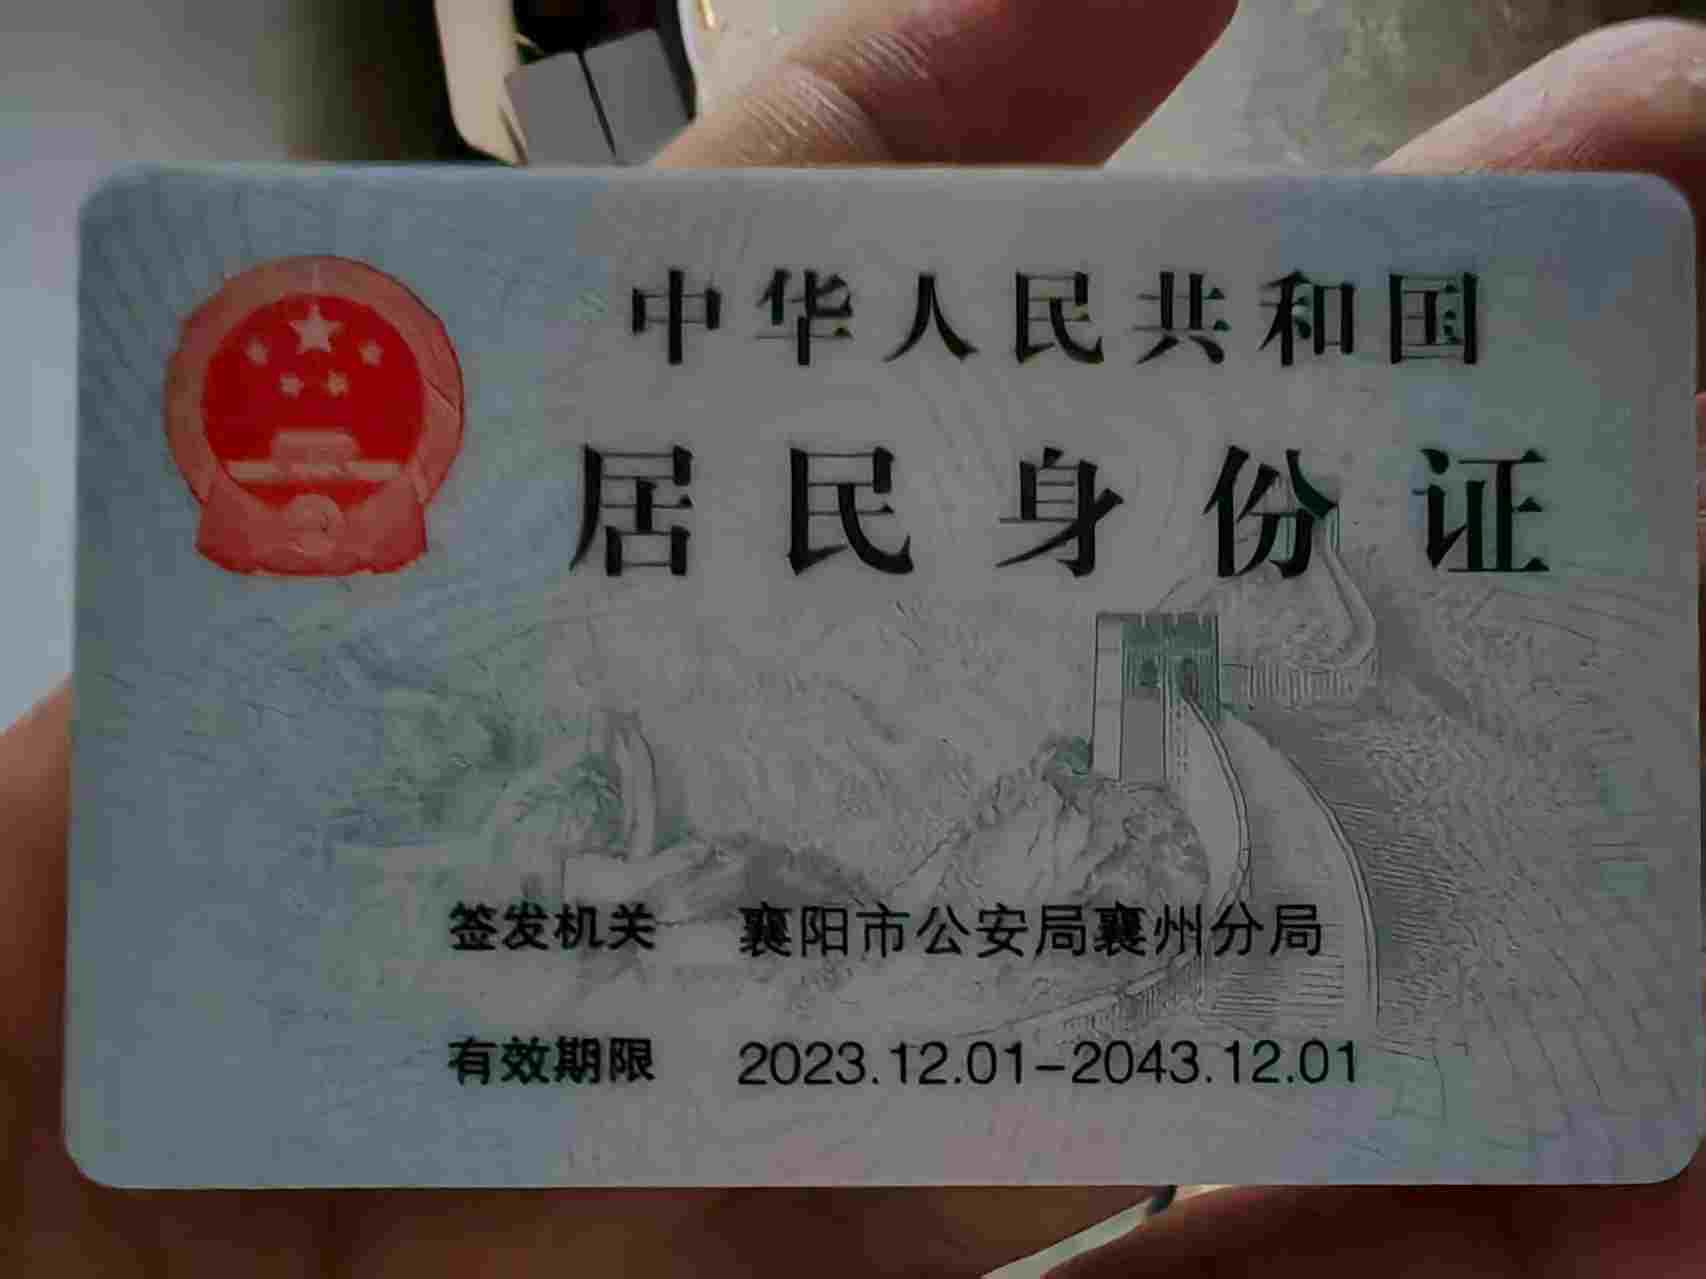 中华人民共和国
居民身份证
签发机关 襄阳市公安局襄州分局
有效期限 2023.12.01-2043.12.01